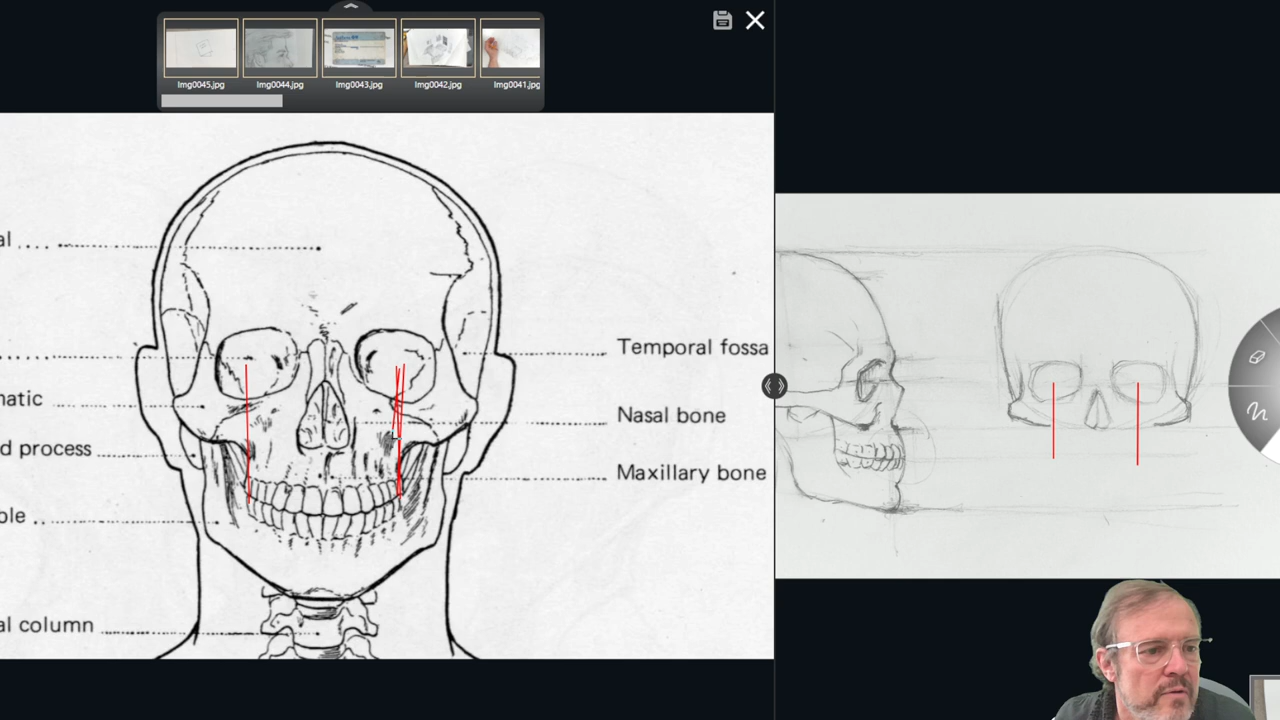 Img0045.jpg Img0044.jpg Img0043.jpg Img0042.jpg Img0041.jpg
al
Temporal fossa
natic
Nasal bone
d process
Maxillary bone
ble
al column